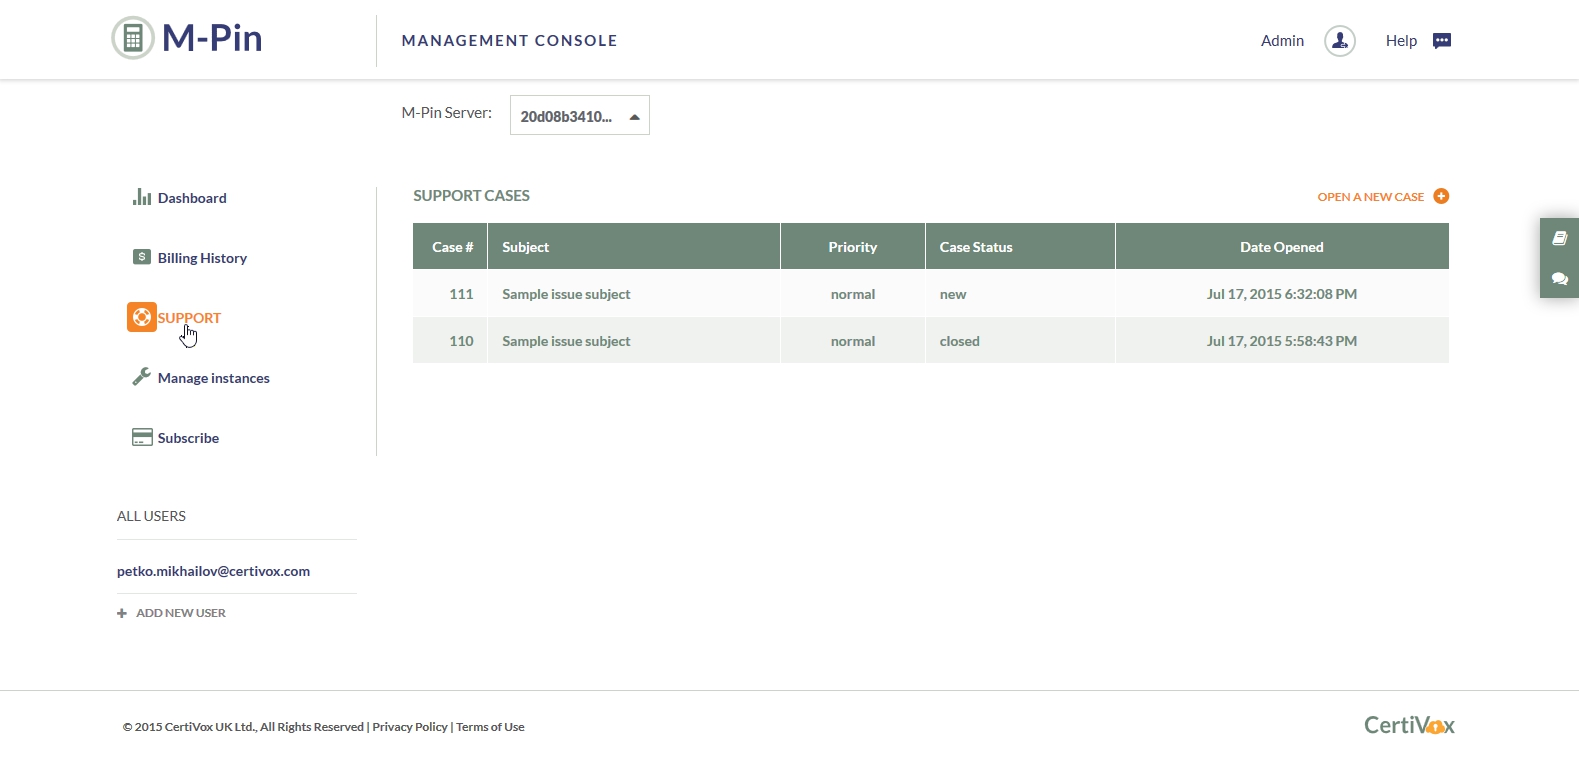 M-Pin
MANAGEMENT CONSOLE
Admin
Help
M-Pin Server:
20d08b3410...
Dashboard
Billing History
SUPPORT
Manage instances
Subscribe
ALL USERS
petko.mikhailov@certivox.com
ADD NEW USER
SUPPORT CASES
OPEN A NEW CASE
Case # Subject Priority Case Status Date Opened
111 Sample issue subject normal new Jul 17, 2015 6:32:08 PM
110 Sample issue subject normal closed Jul 17, 2015 5:58:43 PM
© 2015 CertiVox UK Ltd., All Rights Reserved | Privacy Policy | Terms of Use
CertiVox